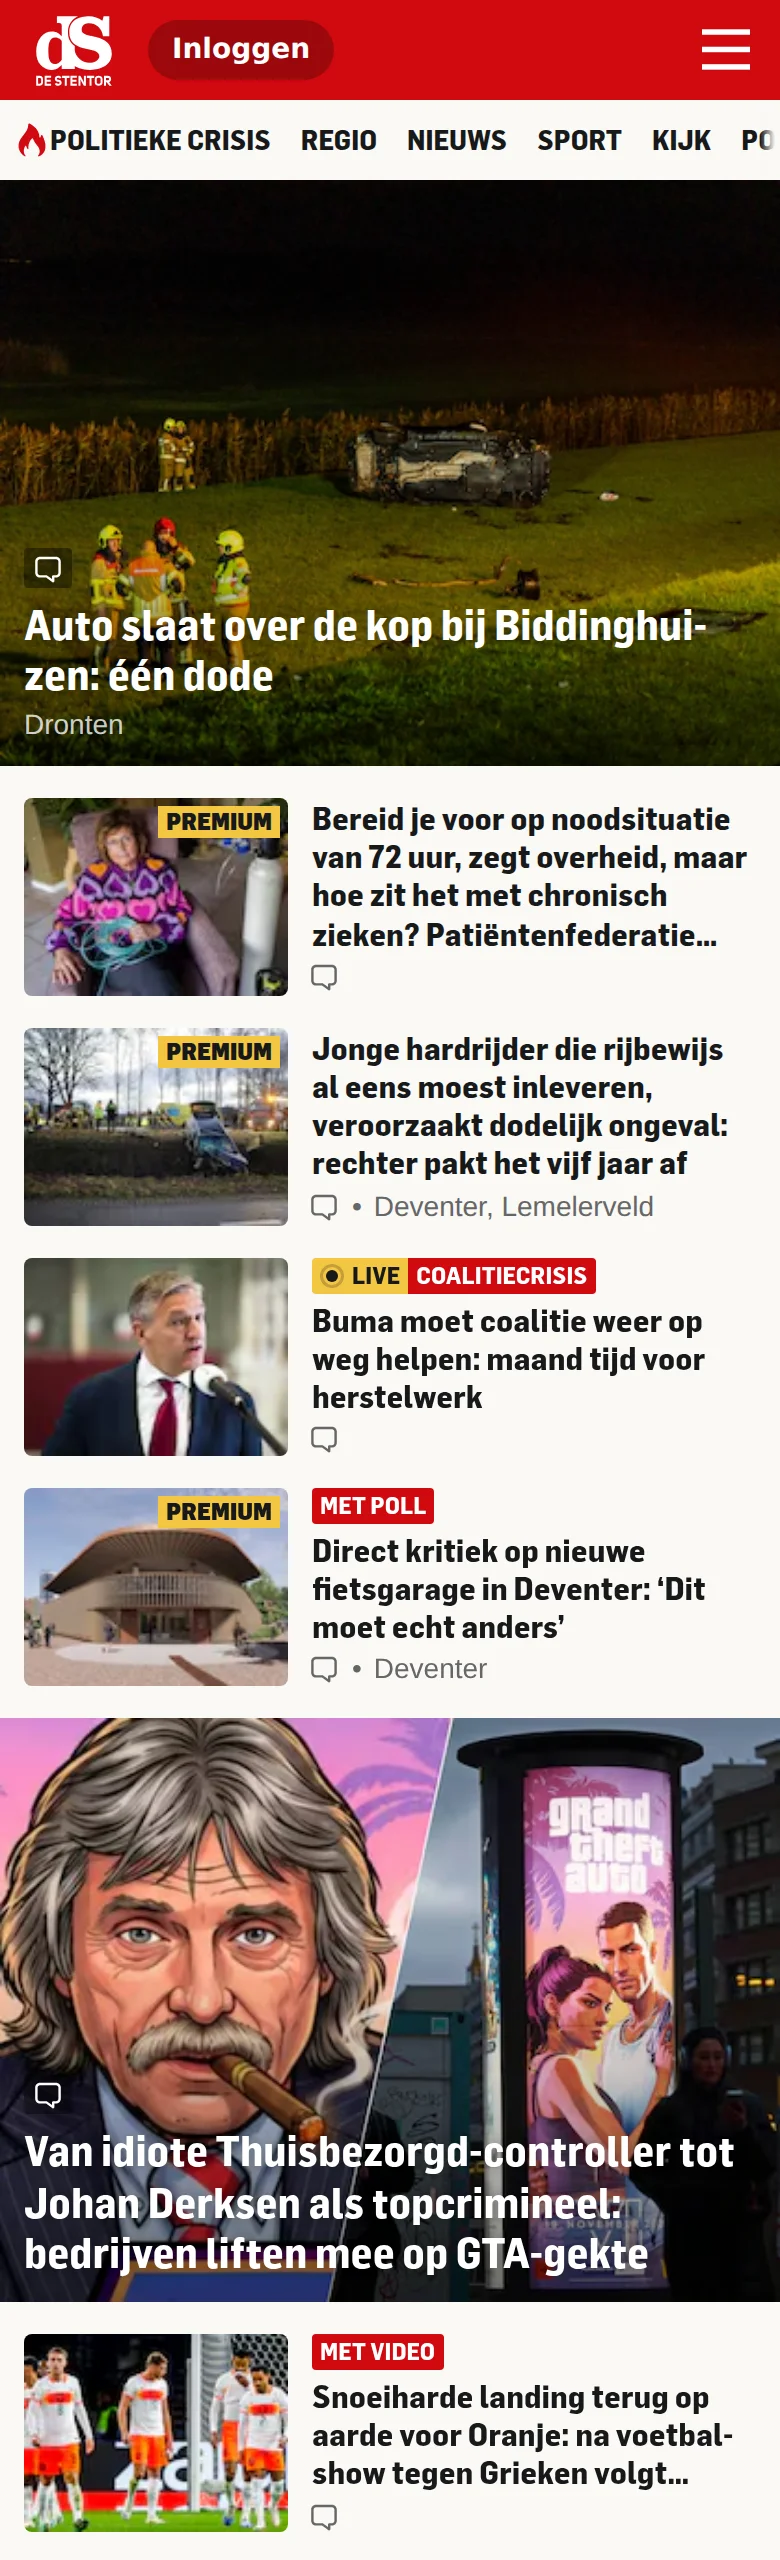 dS
DE STENTOR
Inloggen
POLITIEKE CRISIS REGIO NIEUWS SPORT KIJK PO
Auto slaat over de kop bij Biddinghui-
zen: één dode
Dronten
PREMIUM
Bereid je voor op noodsituatie
van 72 uur, zegt overheid, maar
hoe zit het met chronisch
zieken? Patiëntenfederatie...
PREMIUM
Jonge hardrijder die rijbewijs
al eens moest inleveren,
veroorzaakt dodelijk ongeval:
rechter pakt het vijf jaar af
• Deventer, Lemelerveld
LIVE COALITIECRISIS
Buma moet coalitie weer op
weg helpen: maand tijd voor
herstelwerk
PREMIUM
MET POLL
Direct kritiek op nieuwe
fietsgarage in Deventer: ‘Dit
moet echt anders’
• Deventer
grand
theft
auto
Van idiote Thuisbezorgd-controller tot
Johan Derksen als topcrimineel:
bedrijven liften mee op GTA-gekte
MET VIDEO
Snoeiharde landing terug op
aarde voor Oranje: na voetbal-
show tegen Grieken volgt...